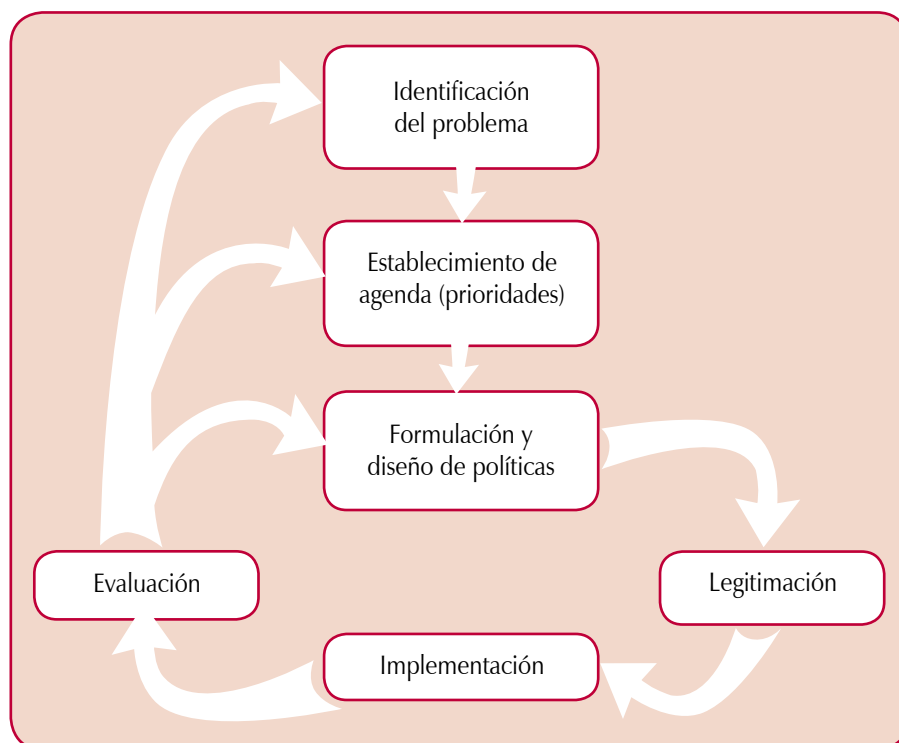 Identificación
del problema
Establecimiento de
agenda (prioridades)
Formulación y
diseño de políticas
Evaluación
Legitimación
Implementación